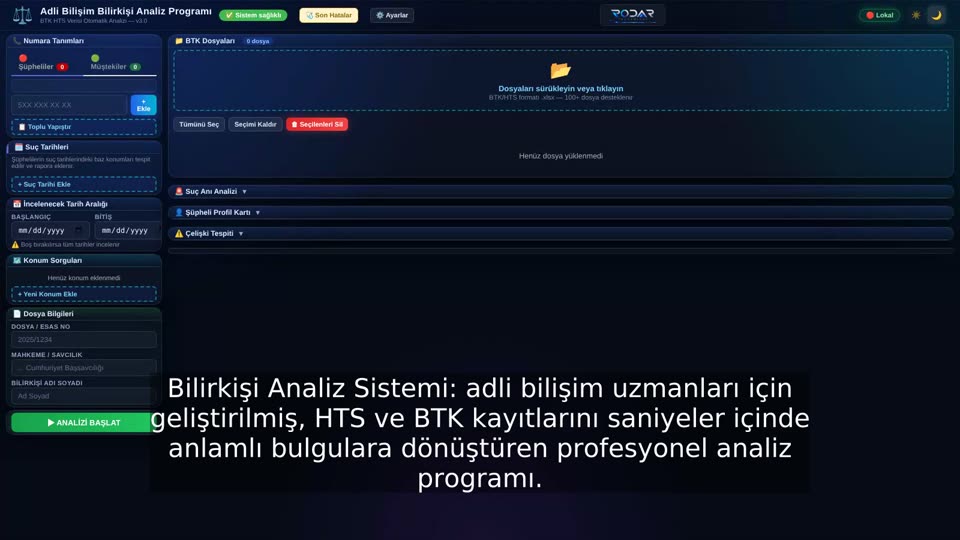 Adli Bilişim Bilirkişi Analiz Programı
BTK HTS Verisi Otomatik Analizi — v3.0
✅ Sistem sağlıklı
Son Hatalar
Ayarlar
RODAR
Lokal
Numara Tanımları
Şüpheliler 0
Müştekiler 0
5XX XXX XX XX
+
Ekle
Toplu Yapıştır
Suç Tarihleri
Şüphelilerin suç tarihlerindeki baz konumları tespit
edilir ve rapora eklenir.
+ Suç Tarihi Ekle
İncelenecek Tarih Aralığı
BAŞLANGIÇ
BİTİŞ
mm/dd/yyyy
mm/dd/yyyy
⚠️ Boş bırakılırsa tüm tarihler incelenir
Konum Sorguları
Henüz konum eklenmedi
+ Yeni Konum Ekle
Dosya Bilgileri
DOSYA / ESAS NO
2025/1234
MAHKEME / SAVCILIK
... Cumhuriyet Başsavcılığı
BİLİRKİŞİ ADI SOYADI
Ad Soyad
▶ ANALİZİ BAŞLAT
BTK Dosyaları
0 dosya
Dosyaları sürükleyin veya tıklayın
BTK/HTS formatı .xlsx — 100+ dosya desteklenir
Tümünü Seç
Seçimi Kaldır
Seçilenleri Sil
Henüz dosya yüklenmedi
Suç Anı Analizi ▼
Şüpheli Profil Kartı ▼
Çelişki Tespiti ▼
Bilirkişi Analiz Sistemi: adli bilişim uzmanları için
geliştirilmiş, HTS ve BTK kayıtlarını saniyeler içinde
anlamlı bulgulara dönüştüren profesyonel analiz
programı.